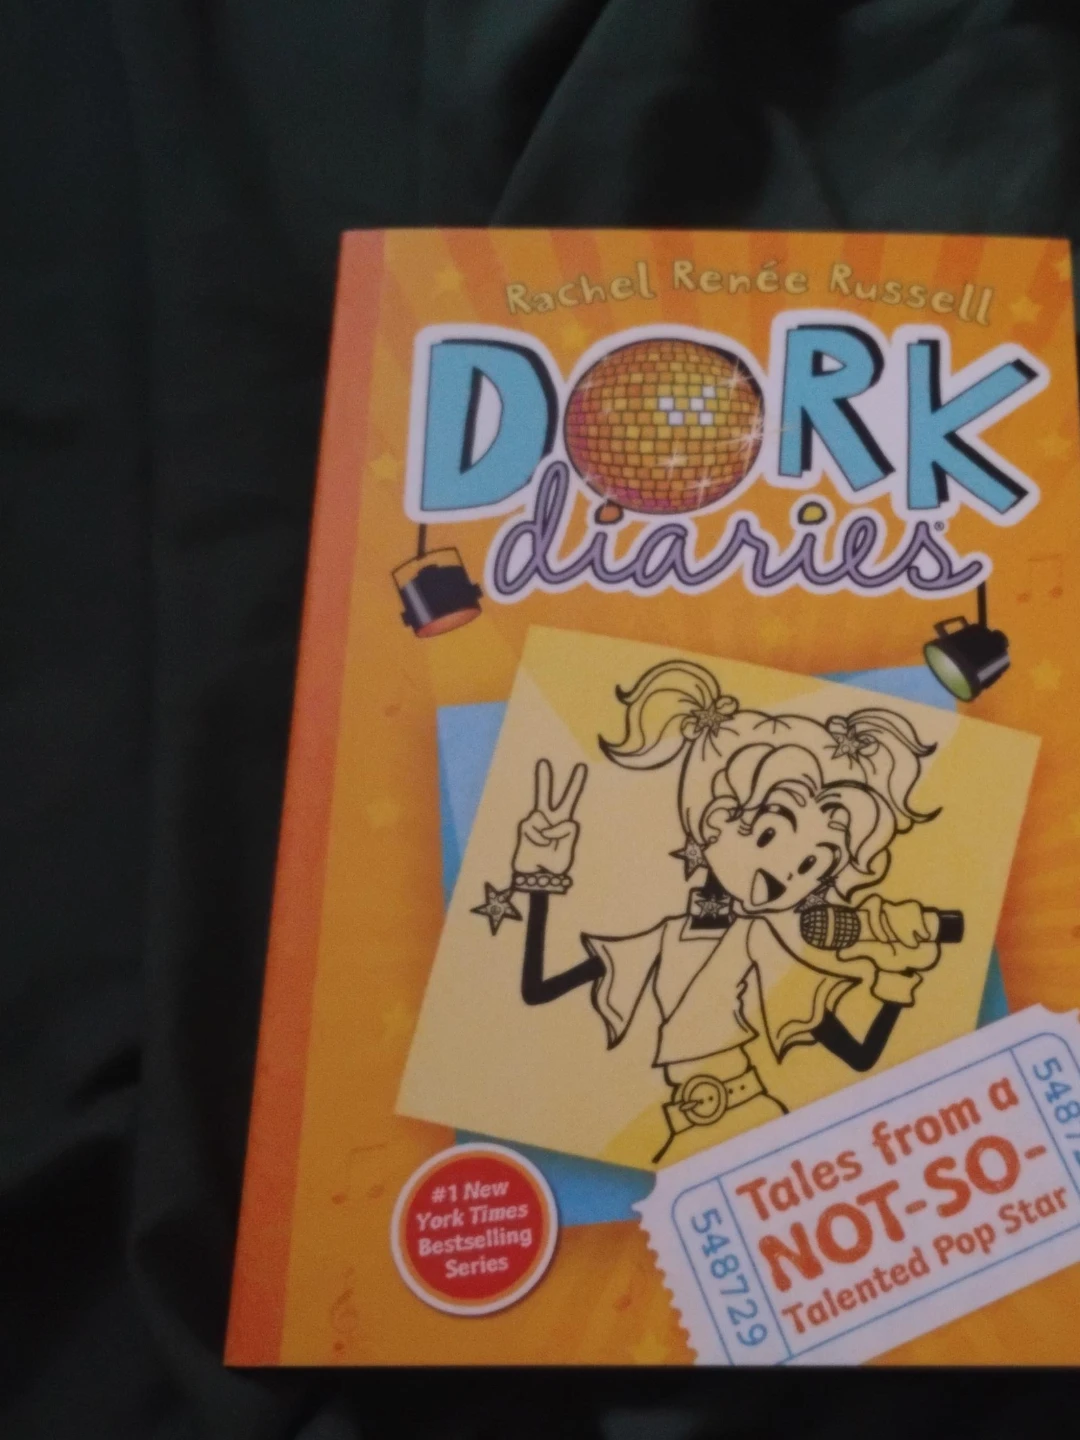 Rachel Renée Russell
DORK
diaries®
#1 New
York Times
Bestselling
Series
548729
Tales from a
NOT-SO-
Talented Pop Star
5487